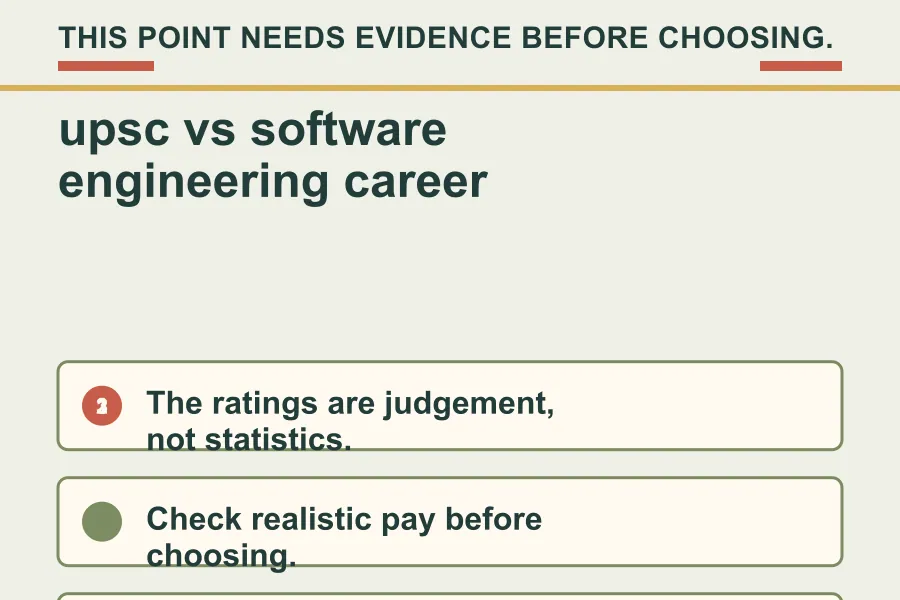 THIS POINT NEEDS EVIDENCE BEFORE CHOOSING.
upsc vs software
engineering career
The ratings are judgement,
not statistics.
Check realistic pay before
choosing.